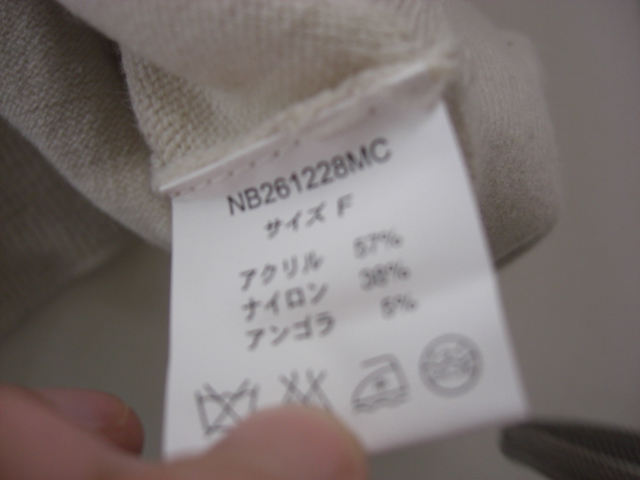 NB261228MC
サイズ F
アクリル 57%
ナイロン 38%
アンゴラ 5%